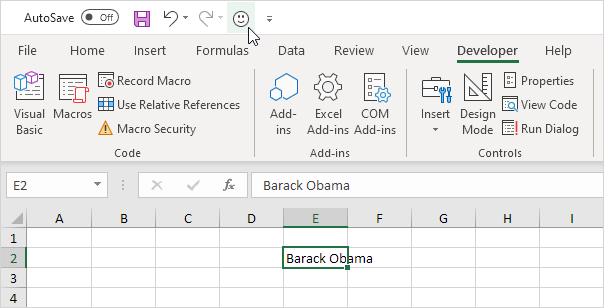 AutoSave Off
File Home Insert Formulas Data Review View Developer Help
Visual Basic
Macros
Record Macro
Use Relative References
Macro Security
Code
Add-ins
Excel Add-ins
COM Add-ins
Add-ins
Insert
Design Mode
Properties
View Code
Run Dialog
Controls
E2 fx Barack Obama
A B C D E F G H I
1
2 Barack Obama
3
4